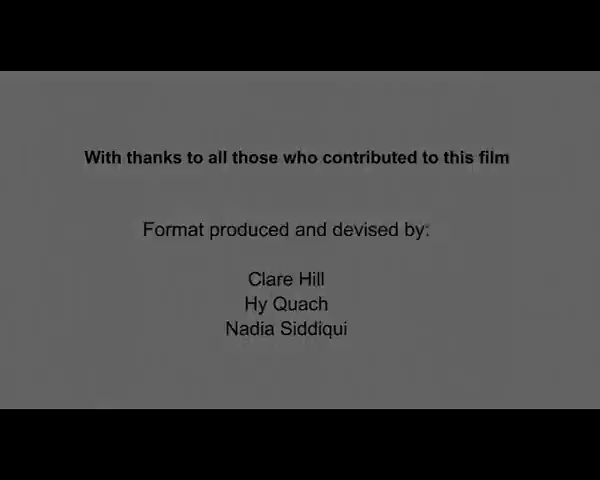 With thanks to all those who contributed to this film
Format produced and devised by:
Clare Hill
Hy Quach
Nadia Siddiqui